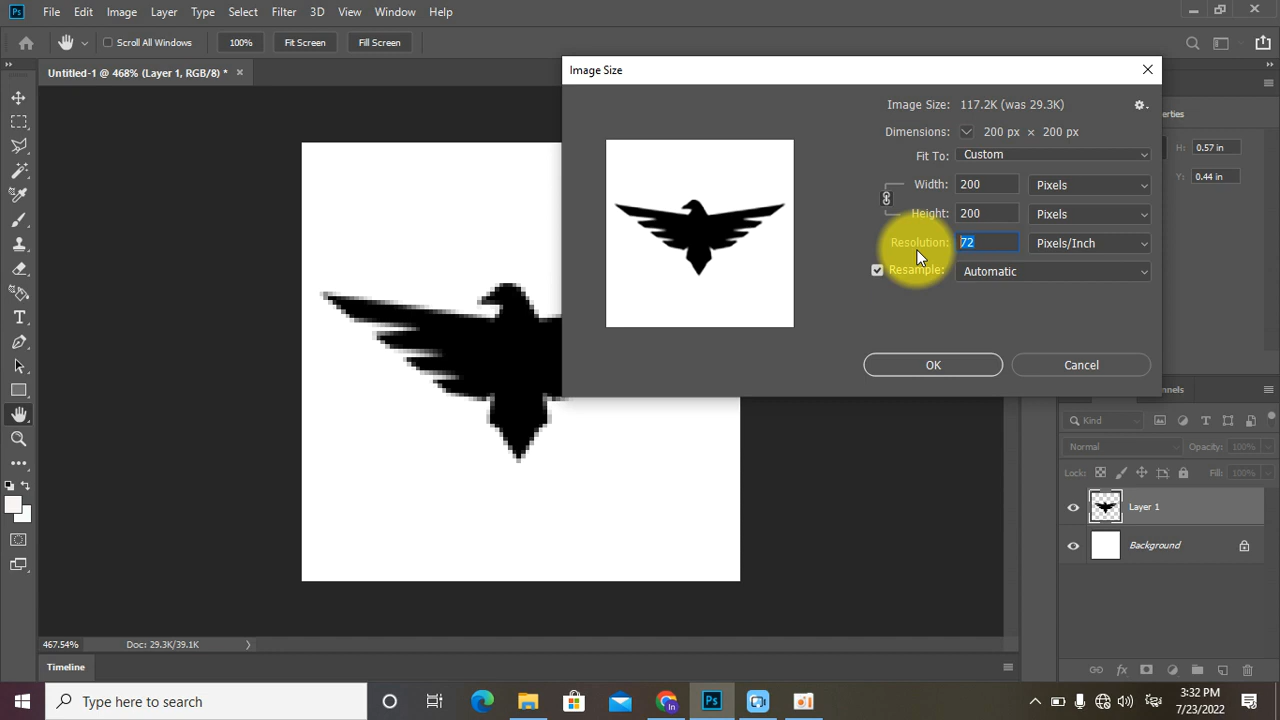 Ps File Edit Image Layer Type Select Filter 3D View Window Help
Scroll All Windows 100% Fit Screen Fill Screen
Untitled-1 @ 468% (Layer 1, RGB/8) * ×
Image Size
Image Size: 117.2K (was 29.3K)
Dimensions: 200 px × 200 px
Fit To: Custom
Width: 200 Pixels
Height: 200 Pixels
Resolution: 72 Pixels/Inch
Resample: Automatic
OK Cancel
H: 0.57 in
Y: 0.44 in
Kind
Normal Opacity: 100%
Lock: Fill: 100%
Layer 1
Background
467.54% Doc: 29.3K/39.1K
Timeline
Type here to search
In
Ps
3:32 PM
7/23/2022